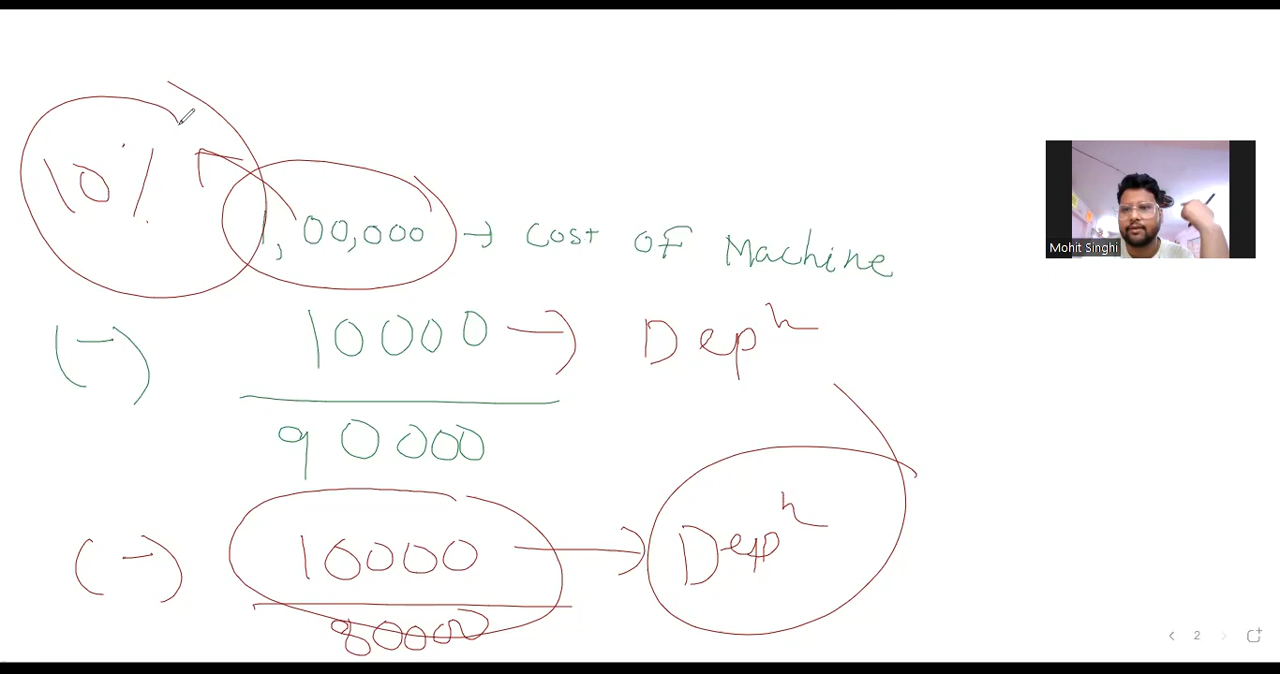 10%
1,00,000 → Cost OF Machine
(-) 10000 → Depn
90000
(-) 10000 → Depn
80000
Mohit Singhi
2